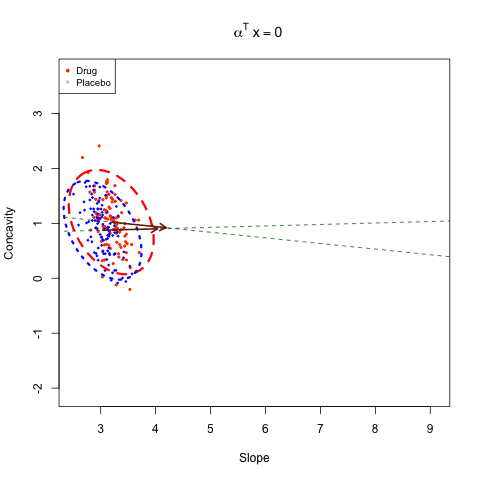 α^T x = 0
Drug
Placebo
Concavity
3
2
1
0
-1
-2
3 4 5 6 7 8 9
Slope